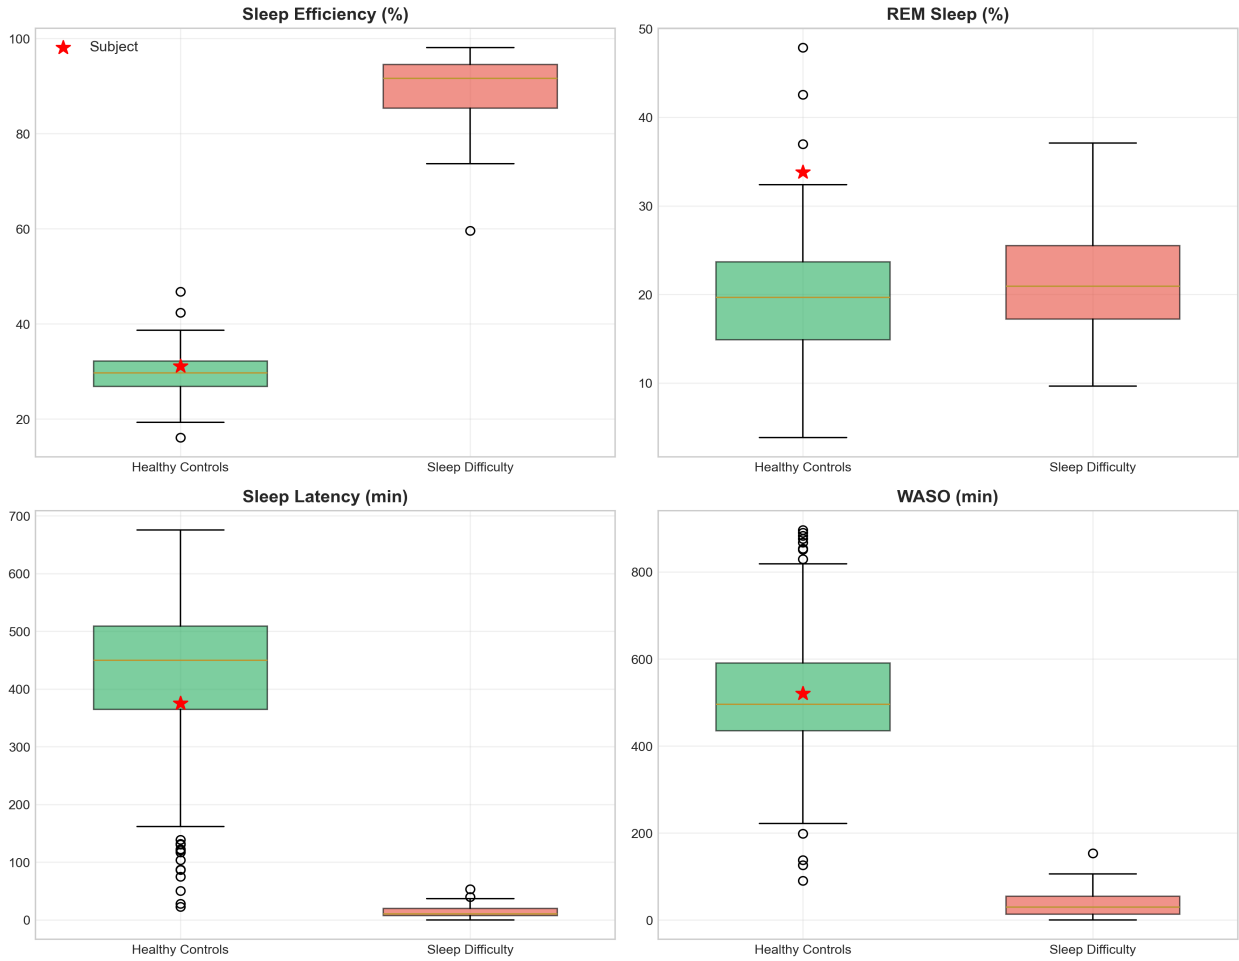 Sleep Efficiency (%)
100
80
60
40
20
Subject
Healthy Controls
Sleep Difficulty
REM Sleep (%)
50
40
30
20
10
Healthy Controls
Sleep Difficulty
Sleep Latency (min)
700
600
500
400
300
200
100
0
Healthy Controls
Sleep Difficulty
WASO (min)
800
600
400
200
0
Healthy Controls
Sleep Difficulty